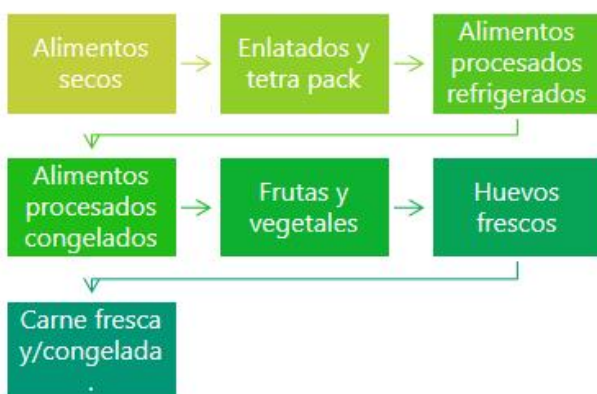 Alimentos
secos
Enlatados y
tetra pack
Alimentos
procesados
refrigerados
Alimentos
procesados
congelados
Frutas y
vegetales
Huevos
frescos
Carne fresca
y/congelada
.